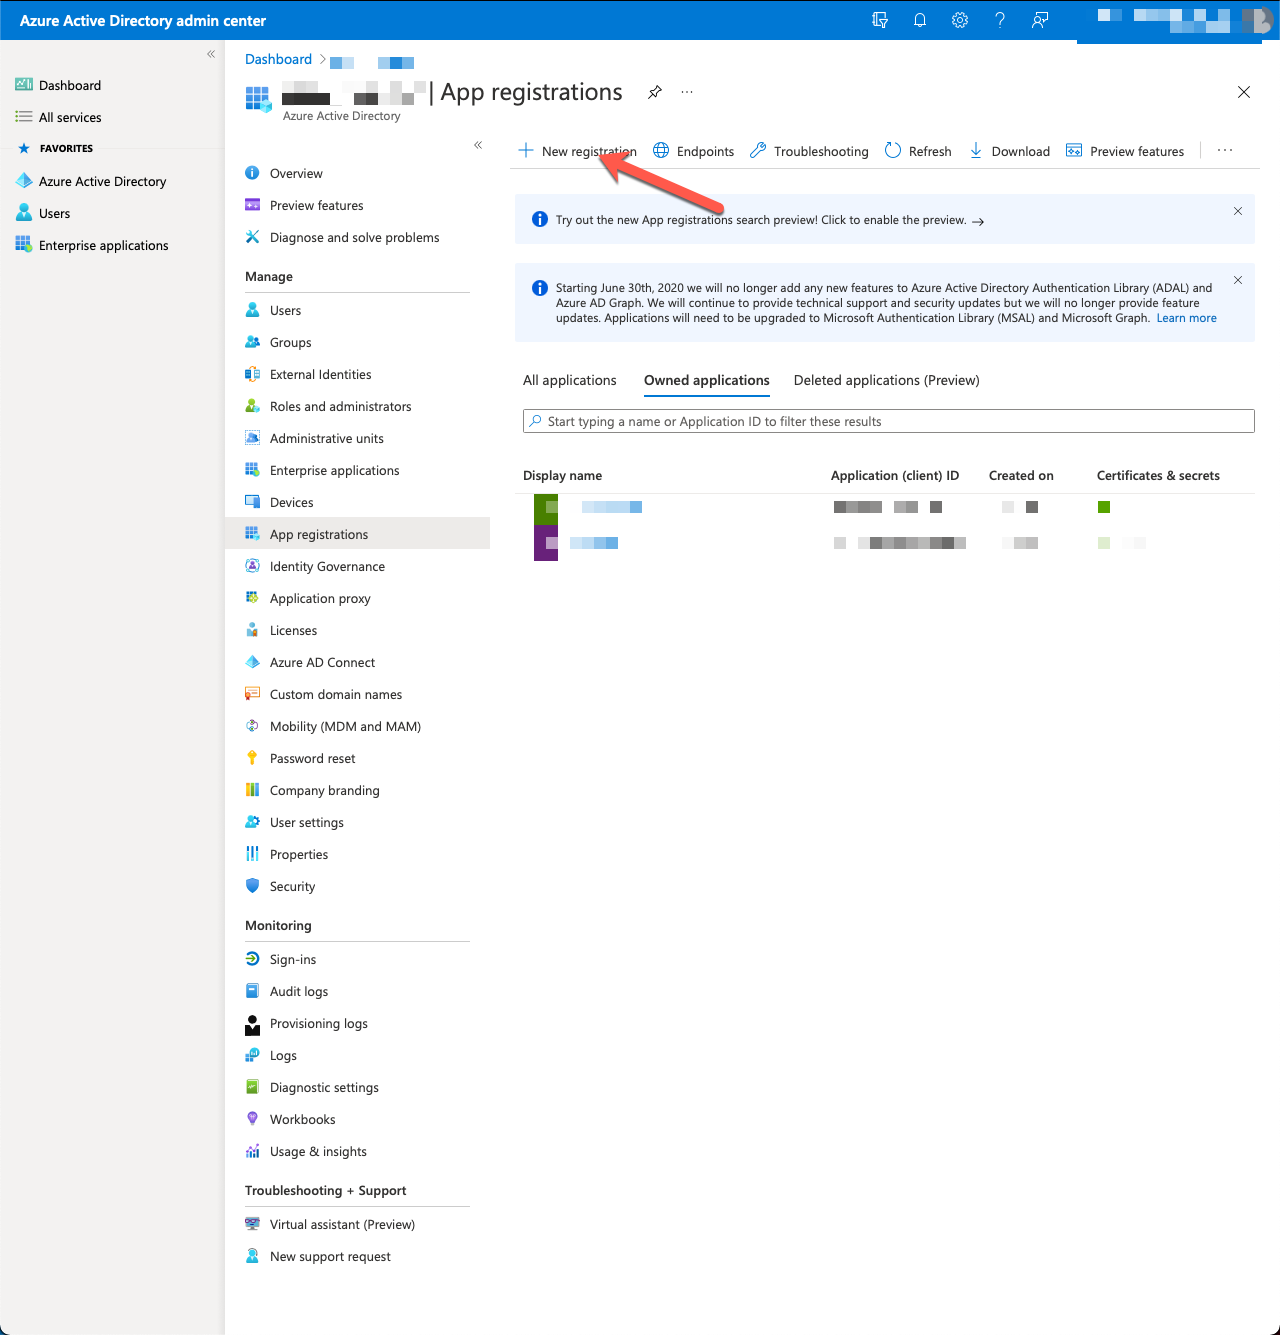 Azure Active Directory admin center
Dashboard
All services
FAVORITES
Azure Active Directory
Users
Enterprise applications
Dashboard
| App registrations
Azure Active Directory
Overview
Preview features
Diagnose and solve problems
Manage
Users
Groups
External Identities
Roles and administrators
Administrative units
Enterprise applications
Devices
App registrations
Identity Governance
Application proxy
Licenses
Azure AD Connect
Custom domain names
Mobility (MDM and MAM)
Password reset
Company branding
User settings
Properties
Security
Monitoring
Sign-ins
Audit logs
Provisioning logs
Logs
Diagnostic settings
Workbooks
Usage & insights
Troubleshooting + Support
Virtual assistant (Preview)
New support request
New registration Endpoints Troubleshooting Refresh Download Preview features
Try out the new App registrations search preview! Click to enable the preview. →
Starting June 30th, 2020 we will no longer add any new features to Azure Active Directory Authentication Library (ADAL) and
Azure AD Graph. We will continue to provide technical support and security updates but we will no longer provide feature
updates. Applications will need to be upgraded to Microsoft Authentication Library (MSAL) and Microsoft Graph. Learn more
All applications Owned applications Deleted applications (Preview)
Start typing a name or Application ID to filter these results
Display name Application (client) ID Created on Certificates & secrets